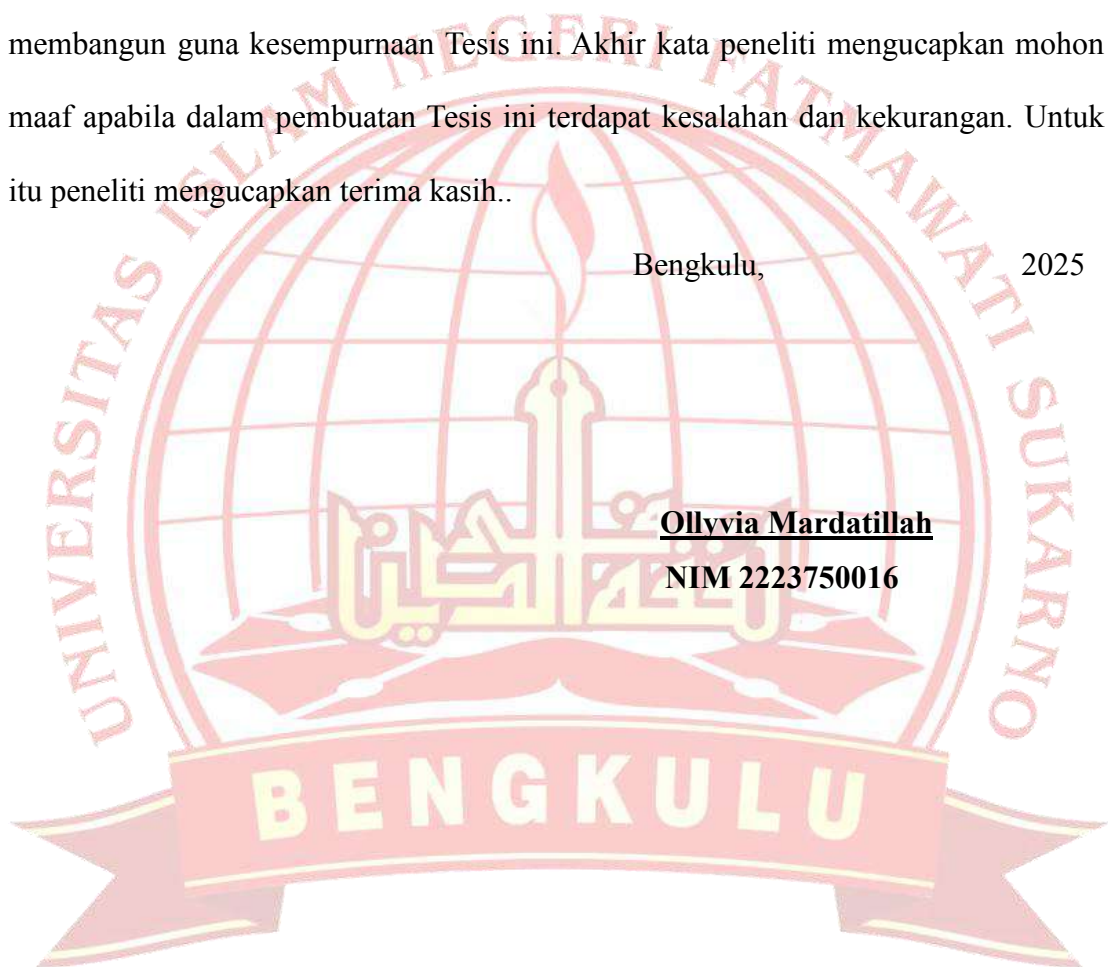 membangun guna kesempurnaan Tesis ini. Akhir kata peneliti mengucapkan mohon
maaf apabila dalam pembuatan Tesis ini terdapat kesalahan dan kekurangan. Untuk
itu peneliti mengucapkan terima kasih..
Bengkulu, 2025
Ollyvia Mardatillah
NIM 2223750016
UNIVERSITAS ISLAM NEGERI FATMAWATI SUKARNO
BENGKULU